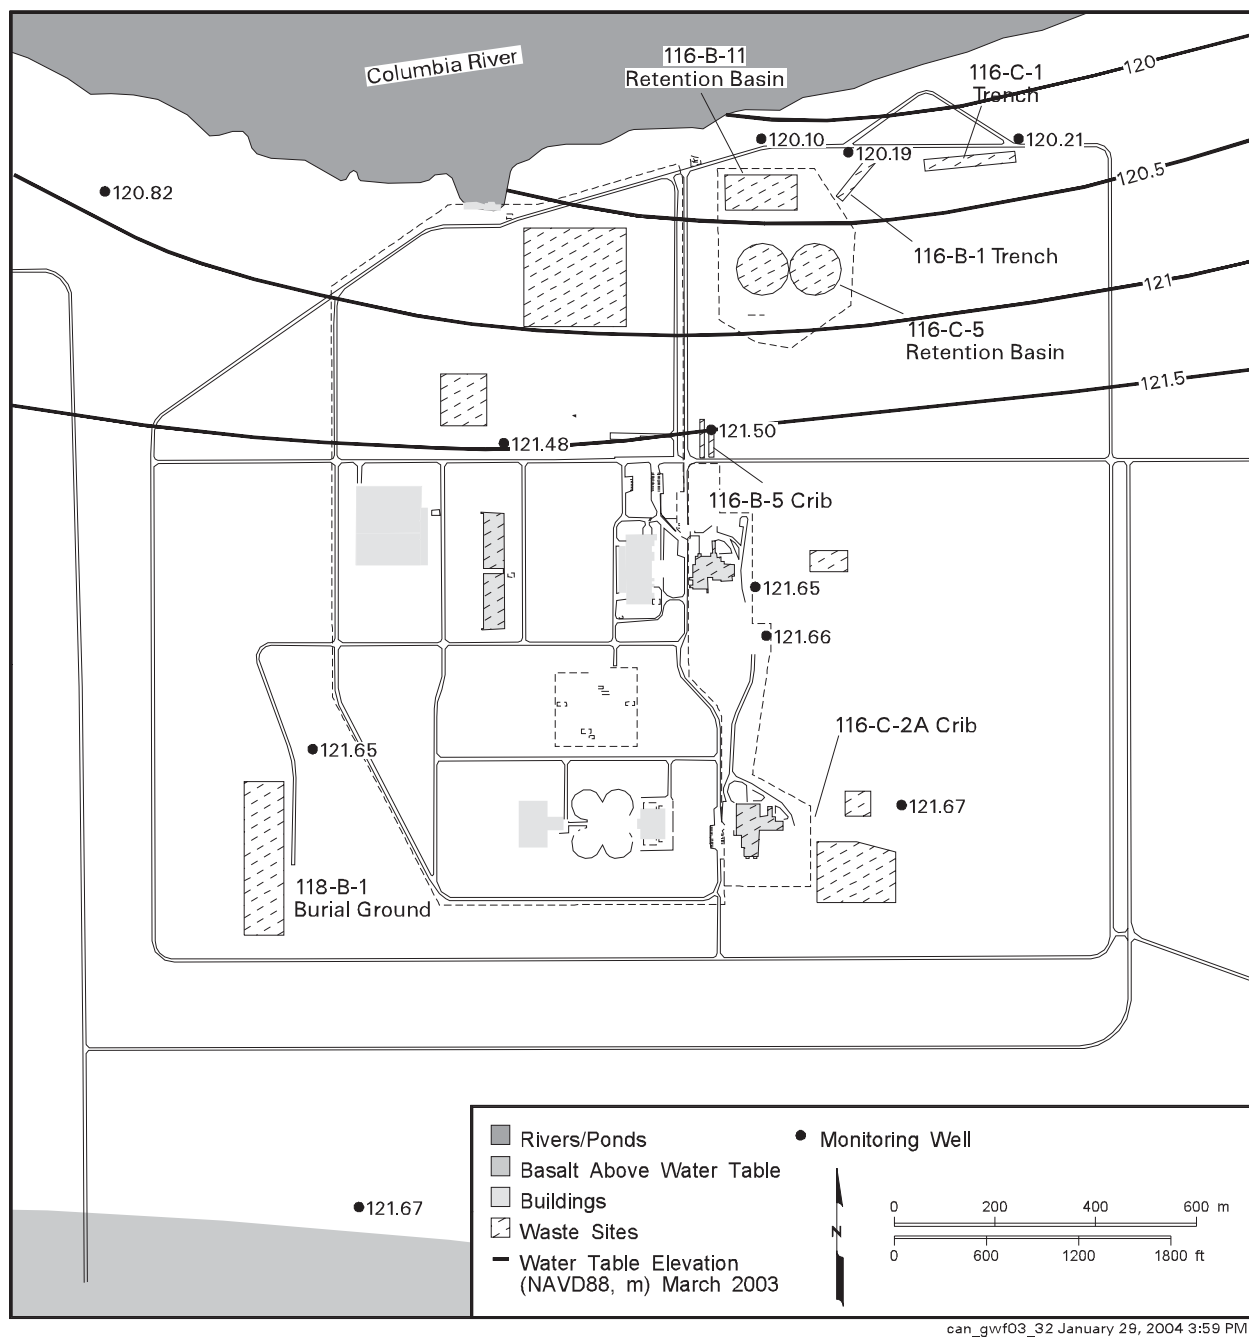 Columbia River
116-B-11
Retention Basin
116-C-1
Trench
120
120.10
120.19
120.21
120.5
120.82
116-B-1 Trench
121
116-C-5
Retention Basin
121.5
121.48
121.50
116-B-5 Crib
121.65
121.66
121.65
116-C-2A Crib
121.67
118-B-1
Burial Ground
121.67
Rivers/Ponds
Basalt Above Water Table
Buildings
Waste Sites
Water Table Elevation
(NAVD88, m) March 2003
Monitoring Well
N
0 200 400 600 m
0 600 1200 1800 ft
can_gwf03_32 January 29, 2004 3:59 PM